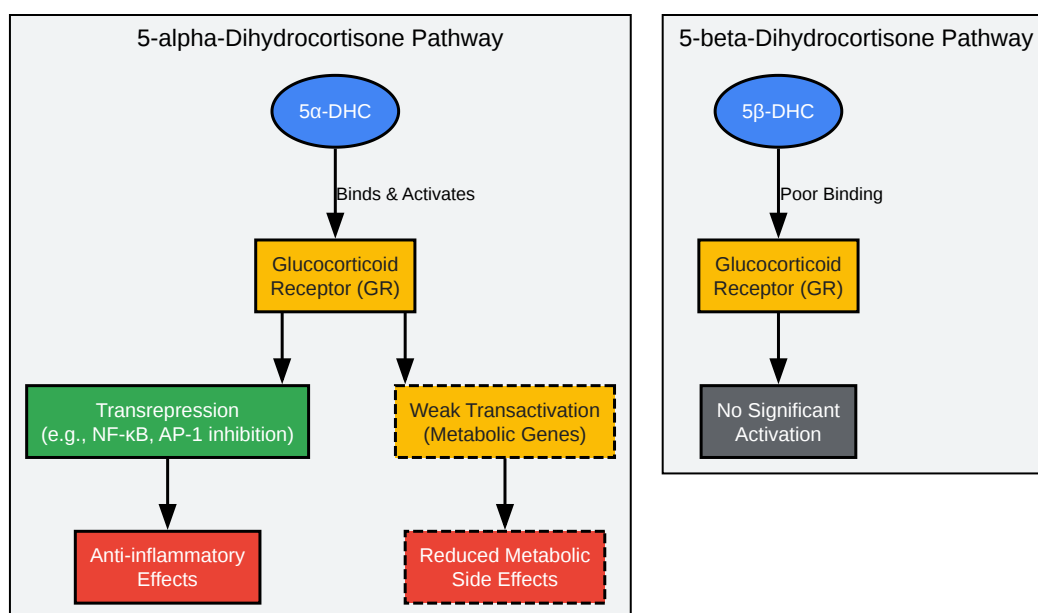 5-alpha-Dihydrocortisone Pathway
5α-DHC
Binds & Activates
Glucocorticoid
Receptor (GR)
Transrepression
(e.g., NF-κB, AP-1 inhibition)
Weak Transactivation
(Metabolic Genes)
Anti-inflammatory
Effects
Reduced Metabolic
Side Effects
5-beta-Dihydrocortisone Pathway
5β-DHC
Poor Binding
Glucocorticoid
Receptor (GR)
No Significant
Activation